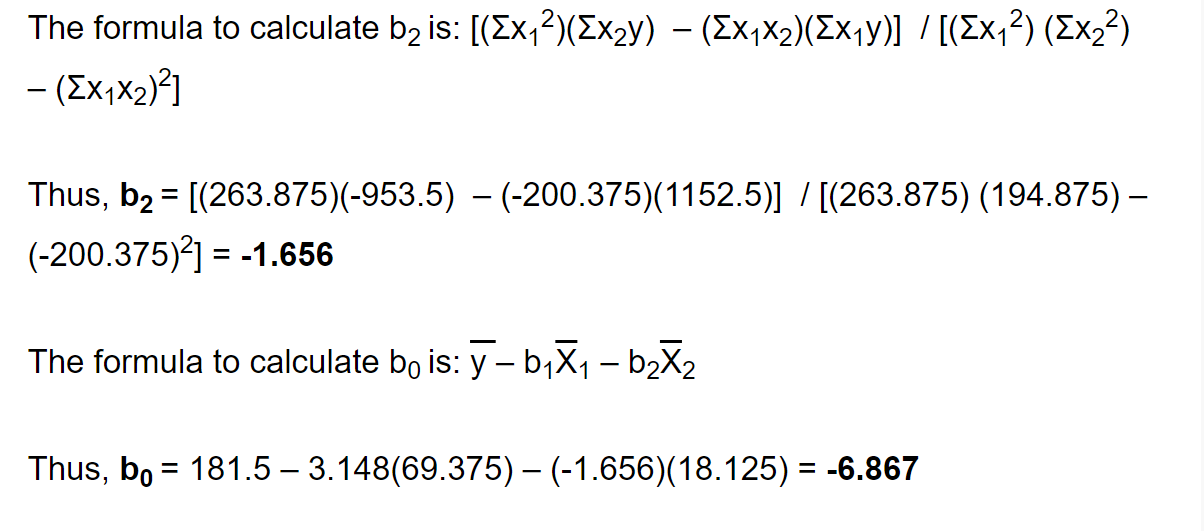 The formula to calculate b₂ is: [(Σx₁²)(Σx₂y)  – (Σx₁x₂)(Σx₁y)]  / [(Σx₁²) (Σx₂²)
– (Σx₁x₂)²]
Thus, b₂ = [(263.875)(-953.5)  – (-200.375)(1152.5)]  / [(263.875) (194.875) –
(-200.375)²] = -1.656
The formula to calculate b₀ is: y̅ – b₁X̅₁ – b₂X̅₂
Thus, b₀ = 181.5 – 3.148(69.375) – (-1.656)(18.125) = -6.867